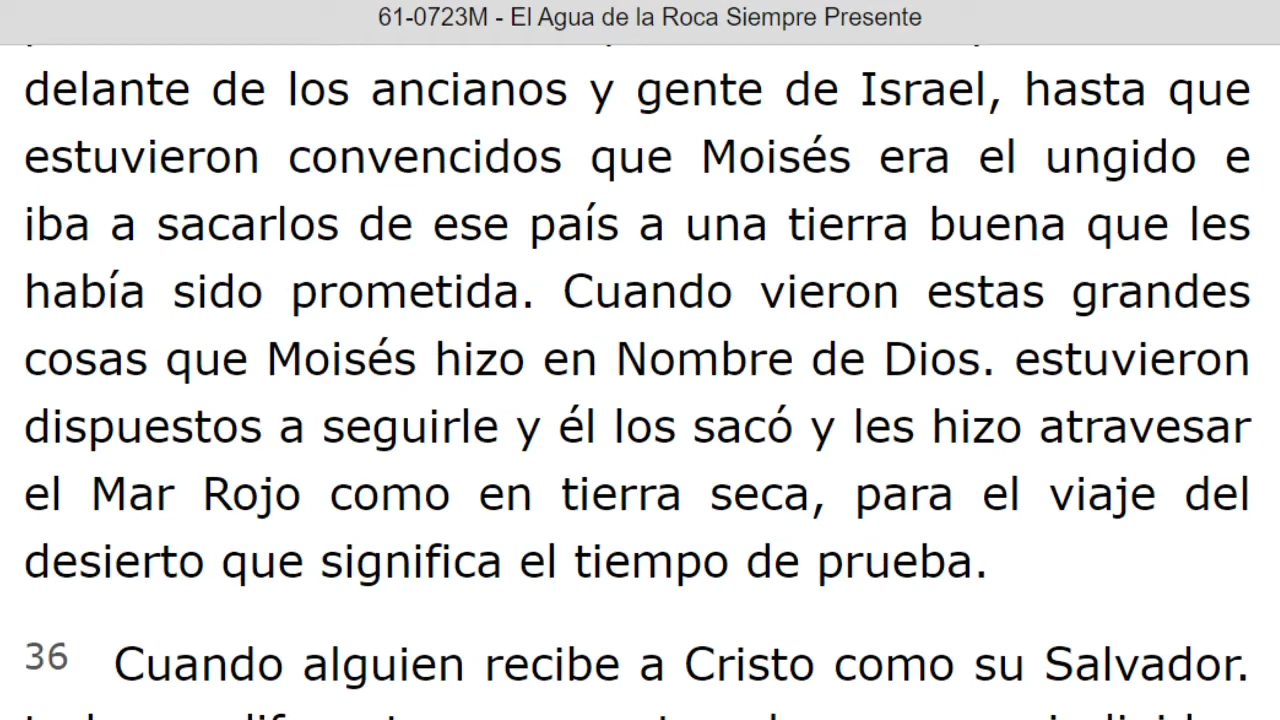 61-0723M - El Agua de la Roca Siempre Presente
delante de los ancianos y gente de Israel, hasta que
estuvieron convencidos que Moisés era el ungido e
iba a sacarlos de ese país a una tierra buena que les
había sido prometida. Cuando vieron estas grandes
cosas que Moisés hizo en Nombre de Dios. estuvieron
dispuestos a seguirle y él los sacó y les hizo atravesar
el Mar Rojo como en tierra seca, para el viaje del
desierto que significa el tiempo de prueba.
36 Cuando alguien recibe a Cristo como su Salvador.